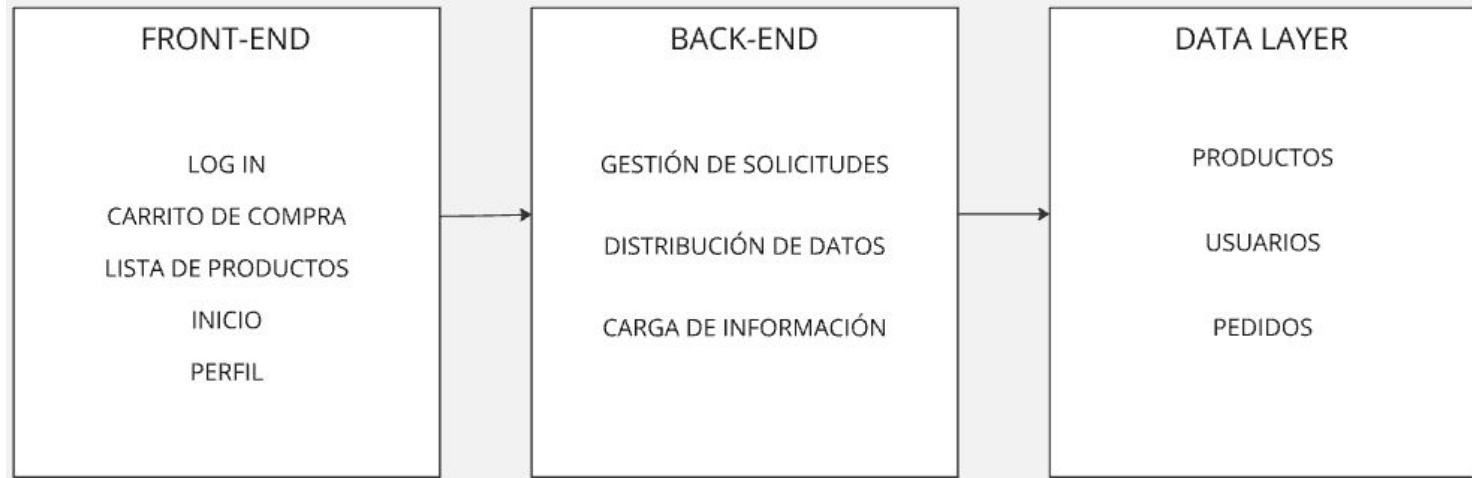 FRONT-END
LOG IN
CARRITO DE COMPRA
LISTA DE PRODUCTOS
INICIO
PERFIL
BACK-END
GESTIÓN DE SOLICITUDES
DISTRIBUCIÓN DE DATOS
CARGA DE INFORMACIÓN
DATA LAYER
PRODUCTOS
USUARIOS
PEDIDOS